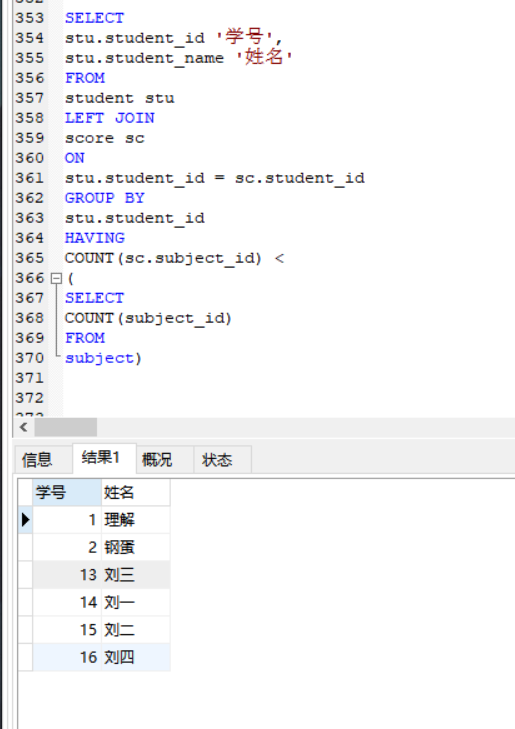 353 SELECT
354 stu.student_id '学号',
355 stu.student_name '姓名'
356 FROM
357 student stu
358 LEFT JOIN
359 score sc
360 ON
361 stu.student_id = sc.student_id
362 GROUP BY
363 stu.student_id
364 HAVING
365 COUNT(sc.subject_id) <
366 (
367 SELECT
368 COUNT(subject_id)
369 FROM
370 subject)
371
372
信息 结果1 概况 状态
学号 姓名
1 理解
2 钢蛋
13 刘三
14 刘一
15 刘二
16 刘四